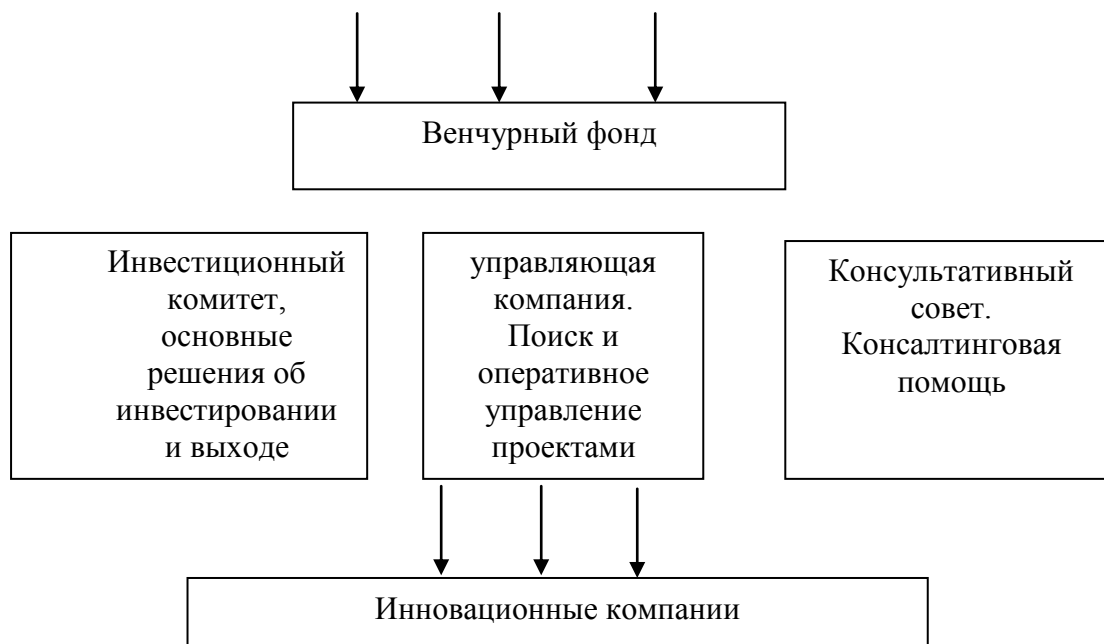 Венчурный фонд
Инвестиционный
комитет,
основные
решения об
инвестировании
и выходе
управляющая
компания.
Поиск и
оперативное
управление
проектами
Консультативный
совет.
Консалтинговая
помощь
Инновационные компании